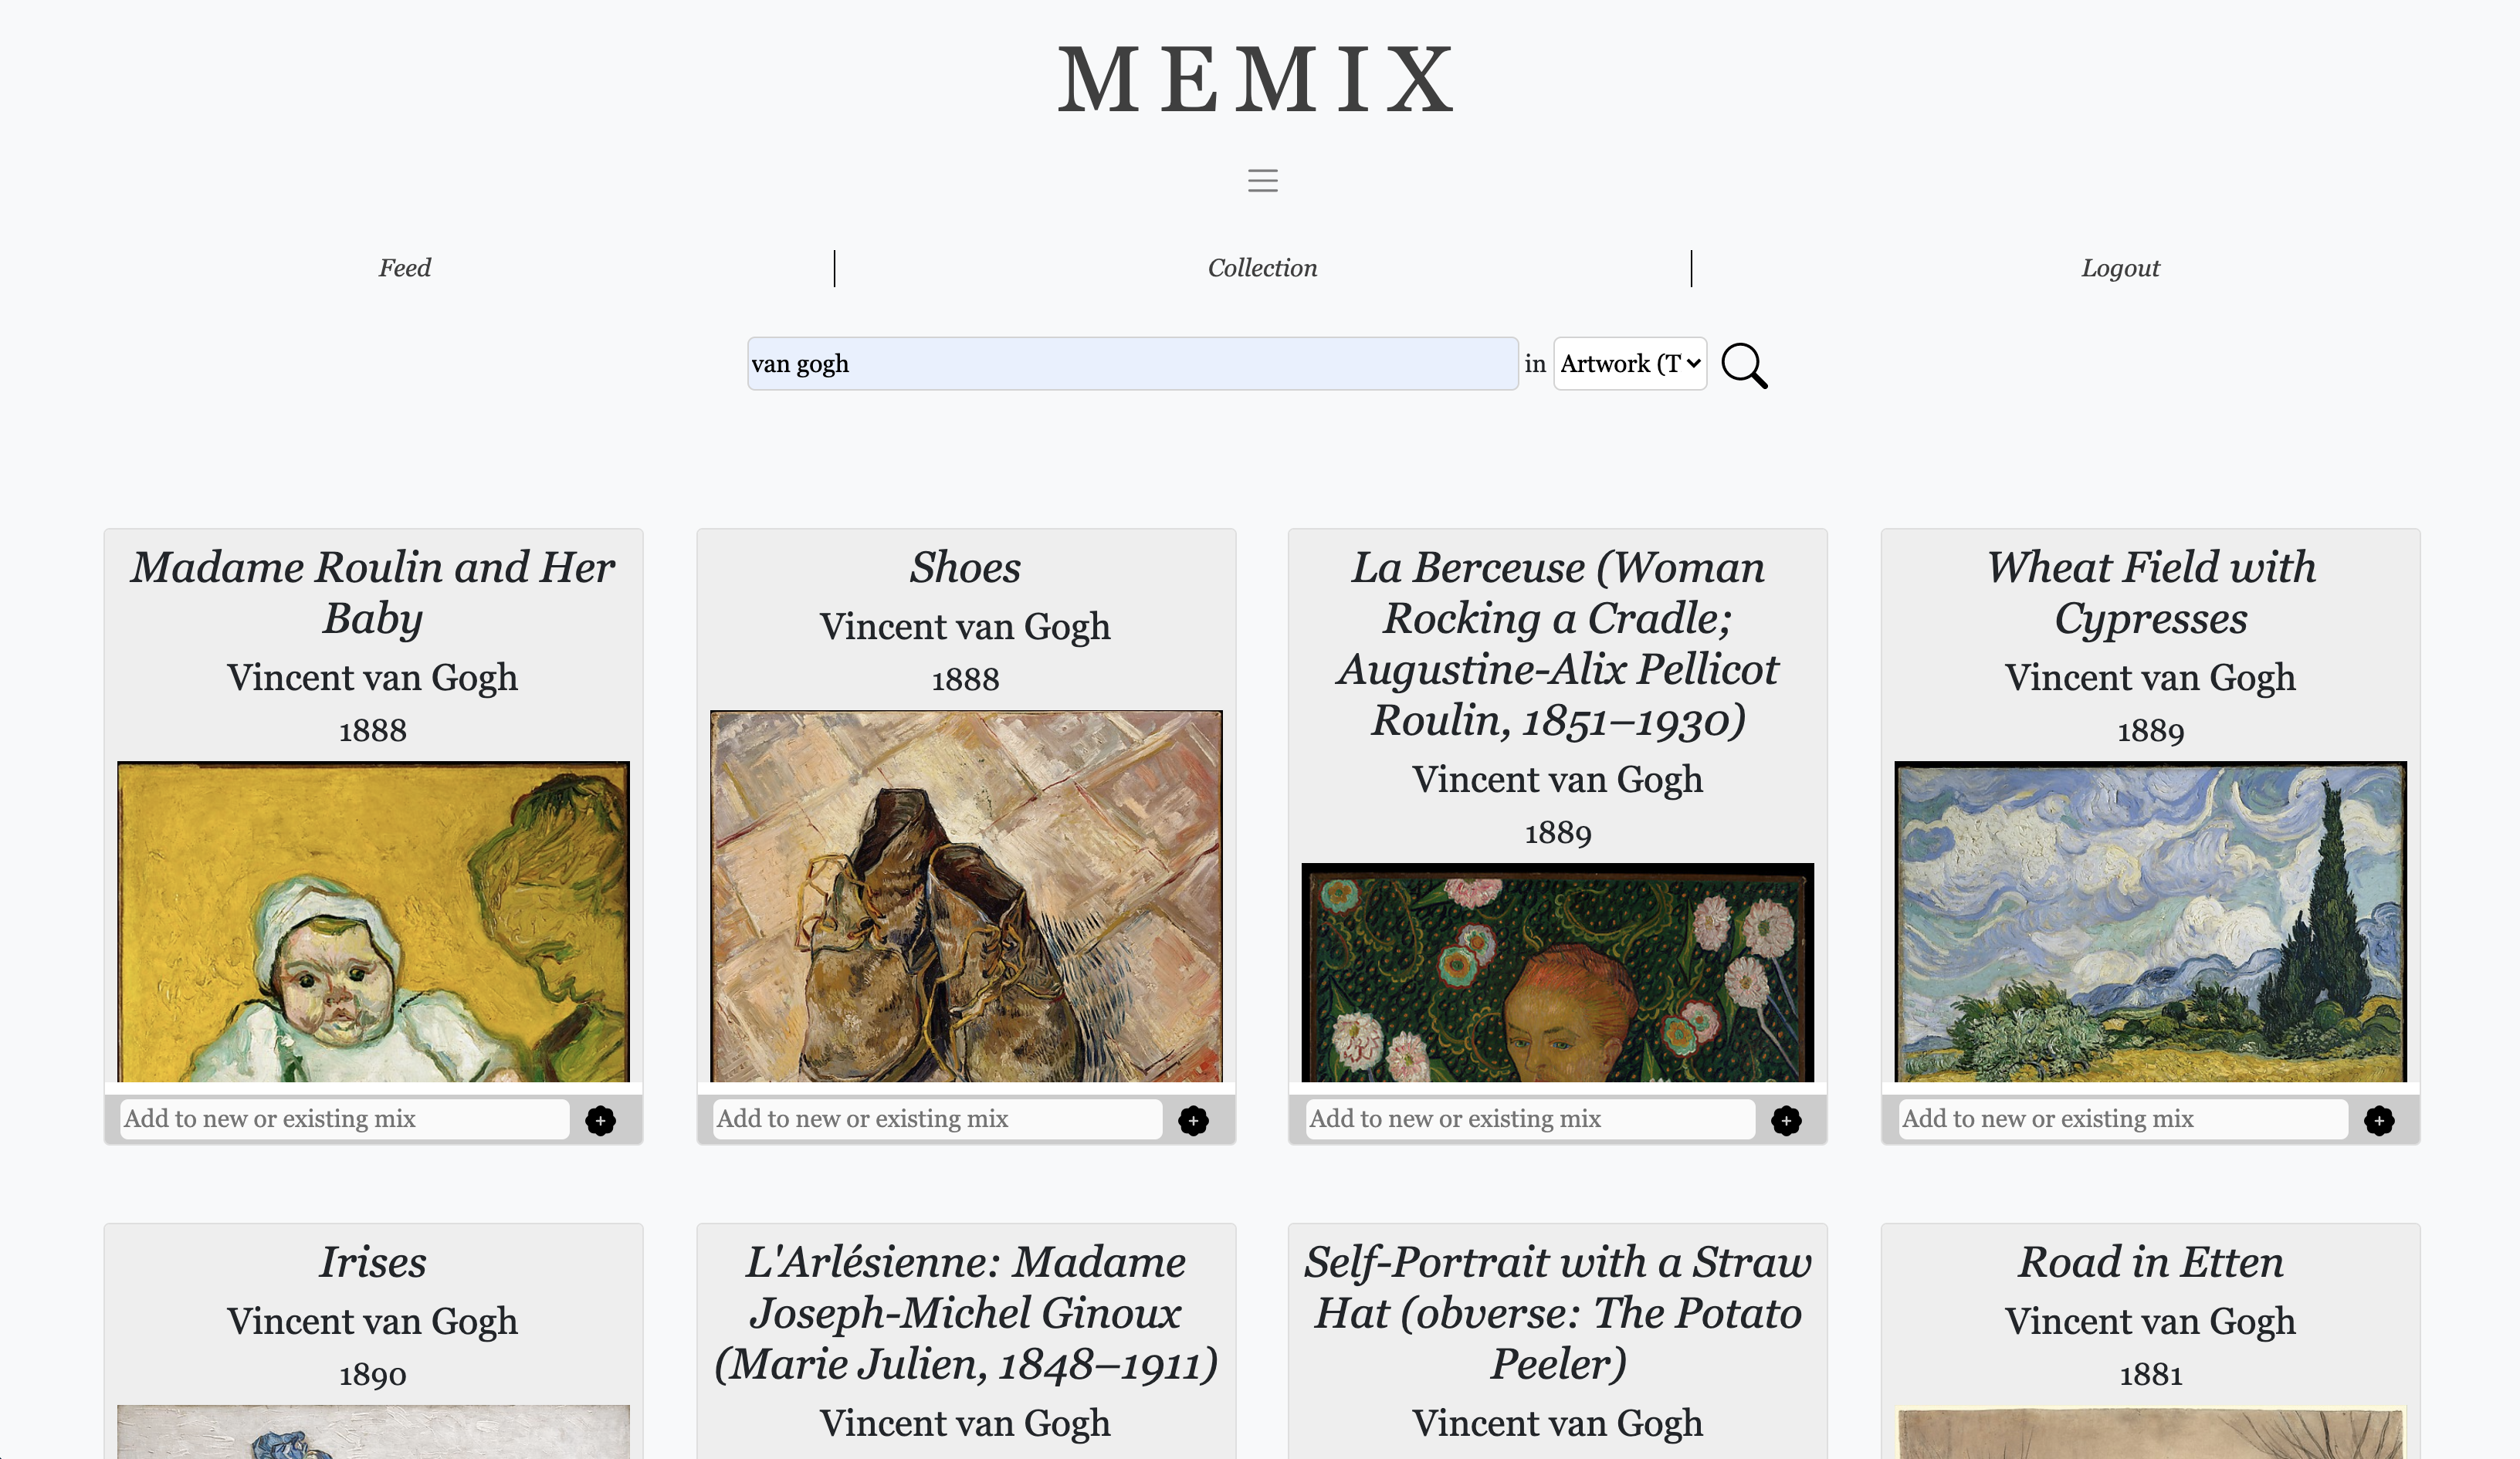 MEMIX
Feed
Collection
Logout
van gogh
in
Artwork (T
Madame Roulin and Her
Baby
Vincent van Gogh
1888
Add to new or existing mix
Shoes
Vincent van Gogh
1888
Add to new or existing mix
La Berceuse (Woman
Rocking a Cradle;
Augustine-Alix Pellicot
Roulin, 1851–1930)
Vincent van Gogh
1889
Add to new or existing mix
Wheat Field with
Cypresses
Vincent van Gogh
1889
Add to new or existing mix
Irises
Vincent van Gogh
1890
L'Arlésienne: Madame
Joseph-Michel Ginoux
(Marie Julien, 1848–1911)
Vincent van Gogh
Self-Portrait with a Straw
Hat (obverse: The Potato
Peeler)
Vincent van Gogh
Road in Etten
Vincent van Gogh
1881